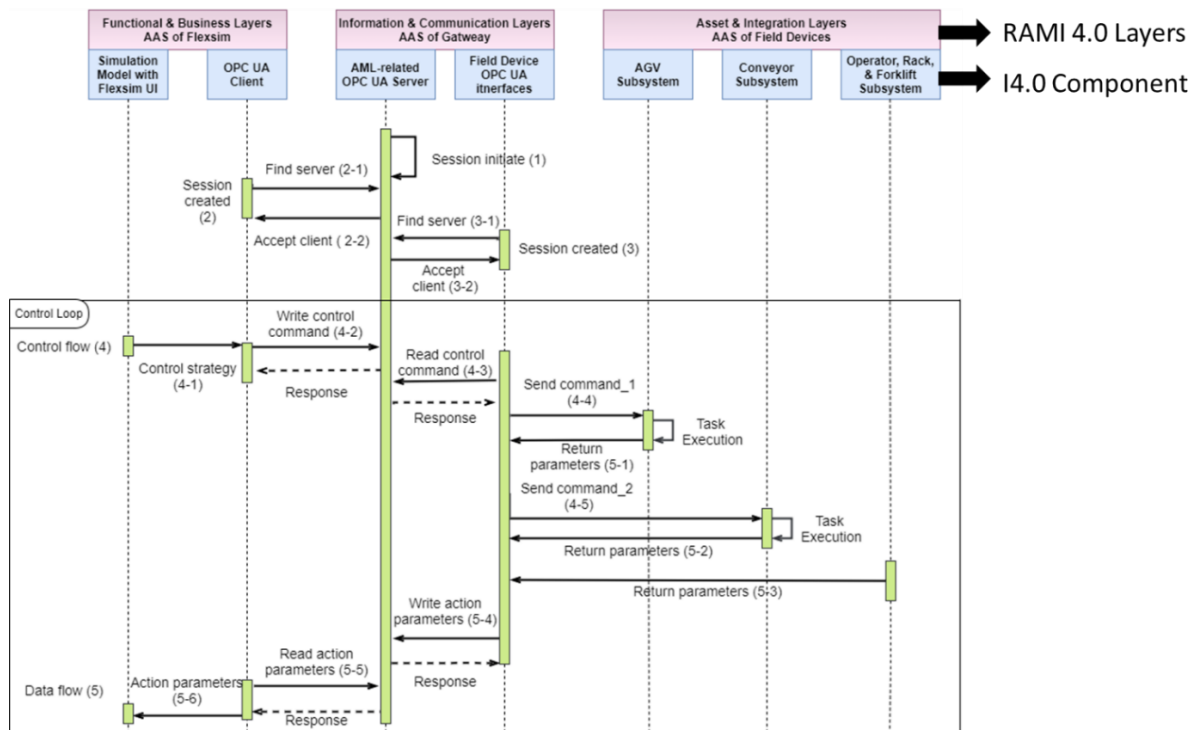 Functional & Business Layers
AAS of Flexsim
Information & Communication Layers
AAS of Gatway
Asset & Integration Layers
AAS of Field Devices
RAMI 4.0 Layers
Simulation
Model with
Flexsim UI
OPC UA
Client
AML-related
OPC UA Server
Field Device
OPC UA
itnerfaces
AGV
Subsystem
Conveyor
Subsystem
Operator, Rack,
& Forklift
Subsystem
I4.0 Component
Session initiate (1)
Find server (2-1)
Session
created
(2)
Find server (3-1)
Accept client ( 2-2)
Session created (3)
Accept
client (3-2)
Control Loop
Write control
command (4-2)
Control flow (4)
Control strategy
(4-1)
Read control
command (4-3)
Response
Response
Send command_1
(4-4)
Task
Execution
Return
parameters (5-1)
Send command_2
(4-5)
Task
Execution
Return parameters (5-2)
Return parameters (5-3)
Write action
parameters (5-4)
Read action
parameters (5-5)
Response
Data flow (5)
Action parameters
(5-6)
Response